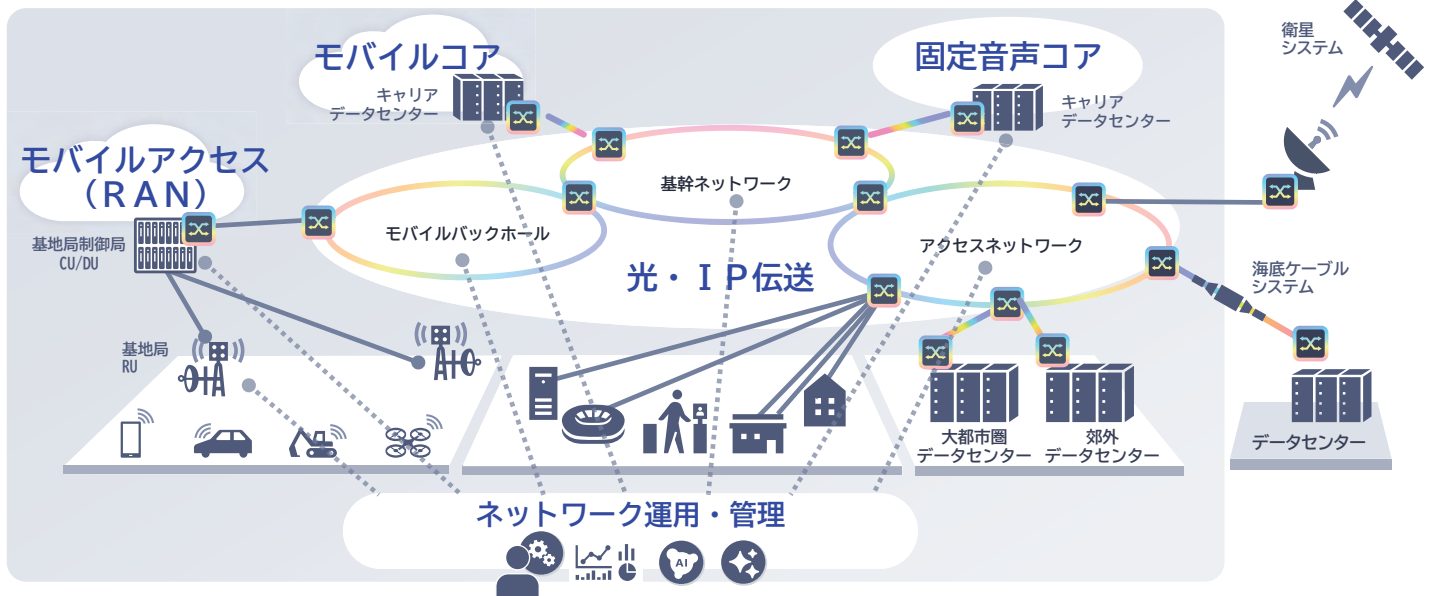 モバイルコア
キャリア
データセンター
固定音声コア
キャリア
データセンター
衛星
システム
モバイルアクセス
（ＲＡＮ）
基地局制御局
CU/DU
基幹ネットワーク
モバイルバックホール
アクセスネットワーク
光・ＩＰ伝送
海底ケーブル
システム
基地局
RU
大都市圏
データセンター
郊外
データセンター
データセンター
ネットワーク運用・管理
AI